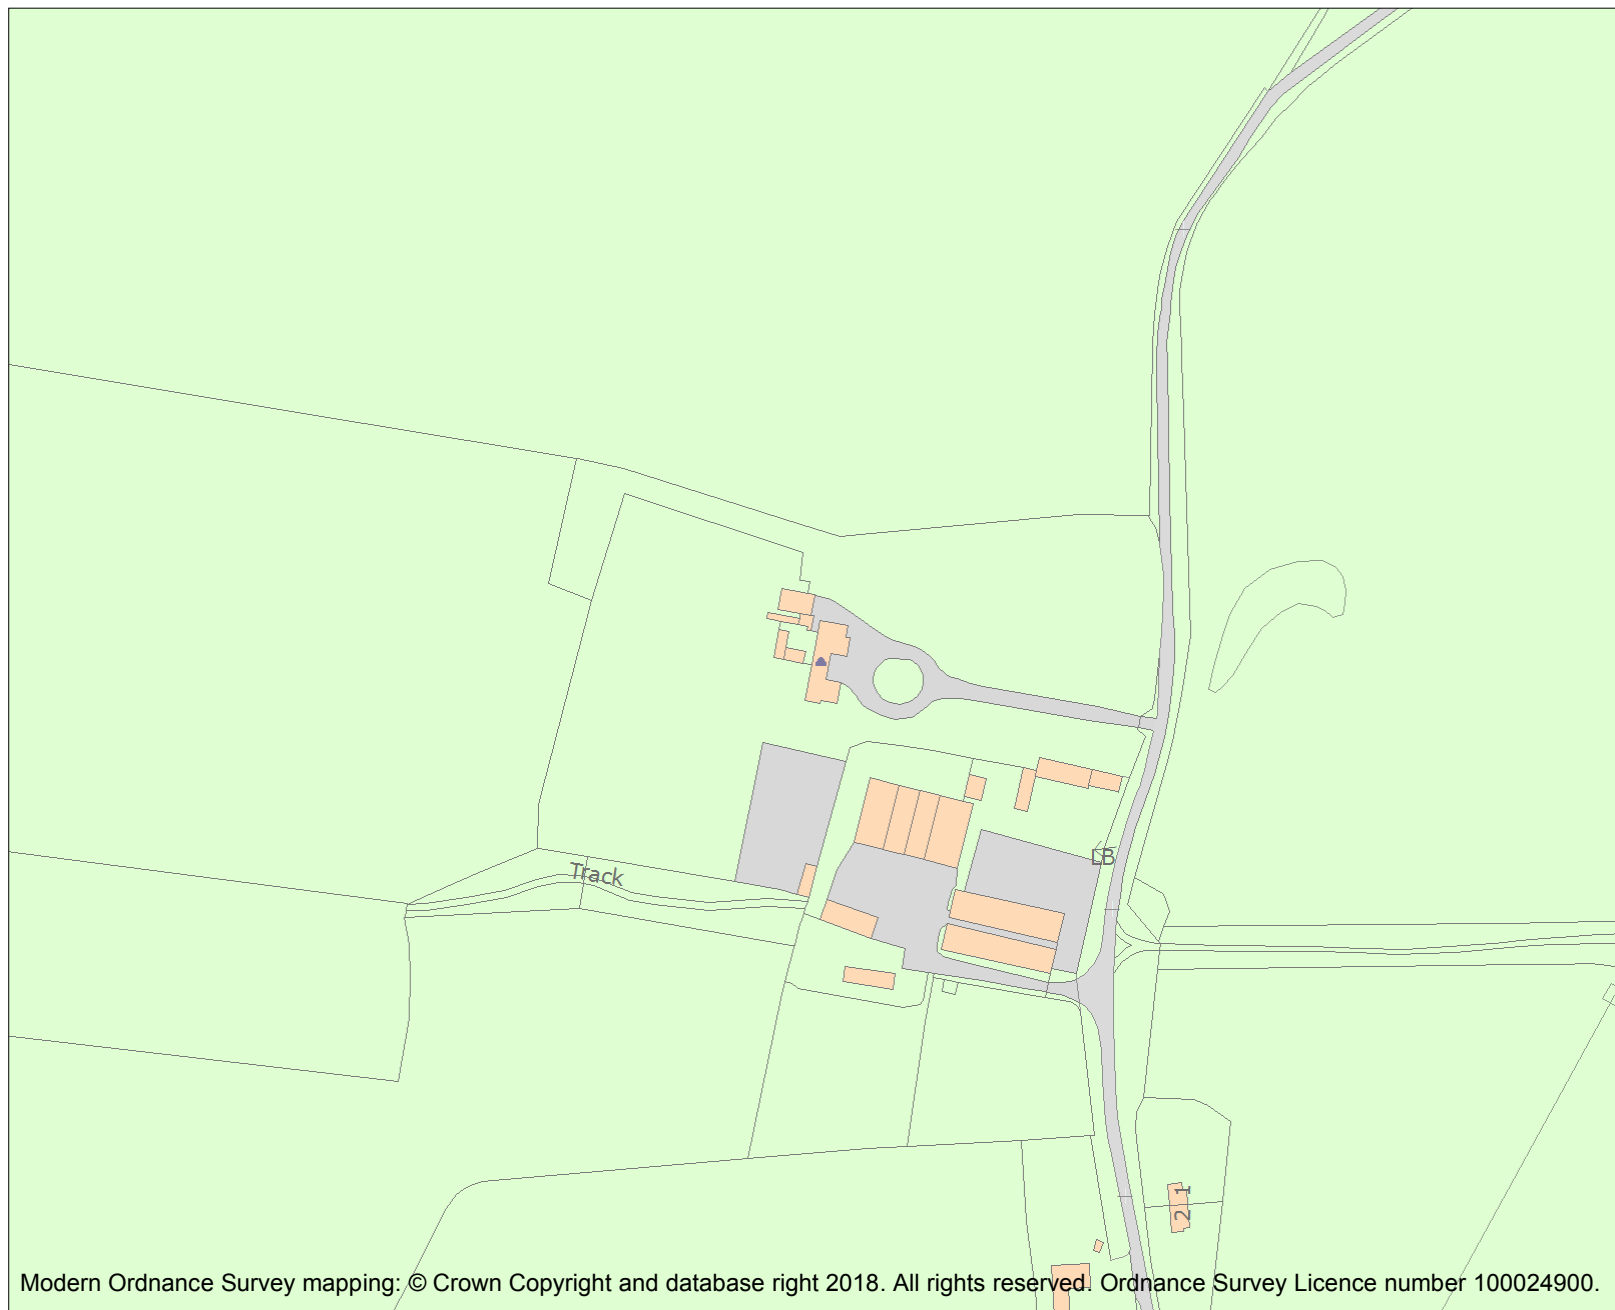 LB
Track
1
2
Modern Ordnance Survey mapping: © Crown Copyright and database right 2018. All rights reserved. Ordnance Survey Licence number 100024900.